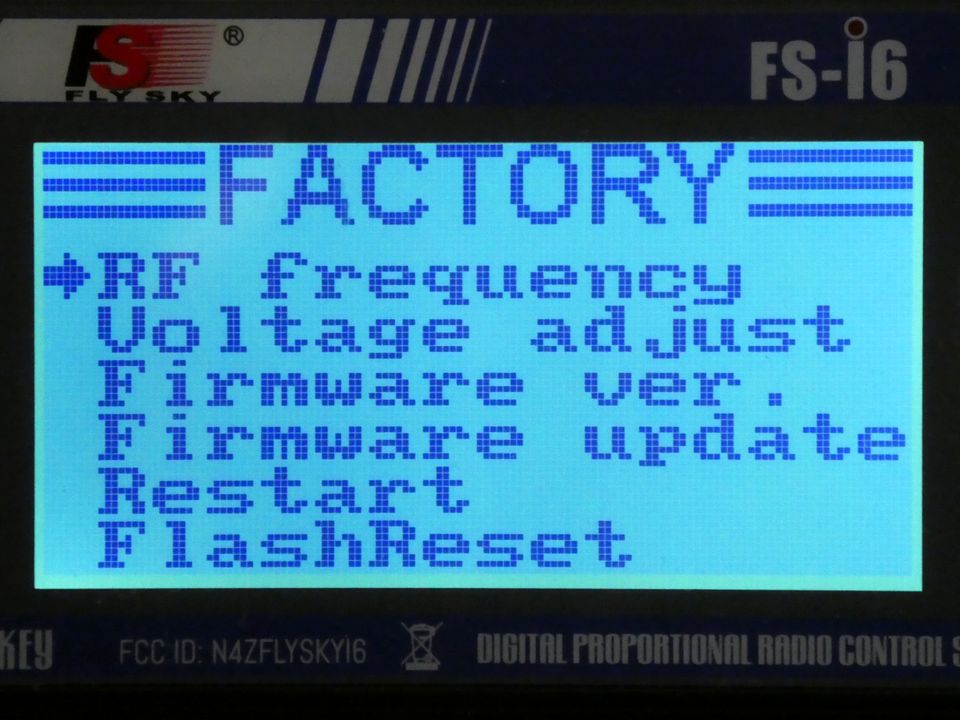 FS ®
FLY SKY
FS-i6
FACTORY
RF frequency
Voltage adjust
Firmware ver.
Firmware update
Restart
FlashReset
KEY
FCC ID: N4ZFLYSKYI6
DIGITAL PROPORTIONAL RADIO CONTROL S